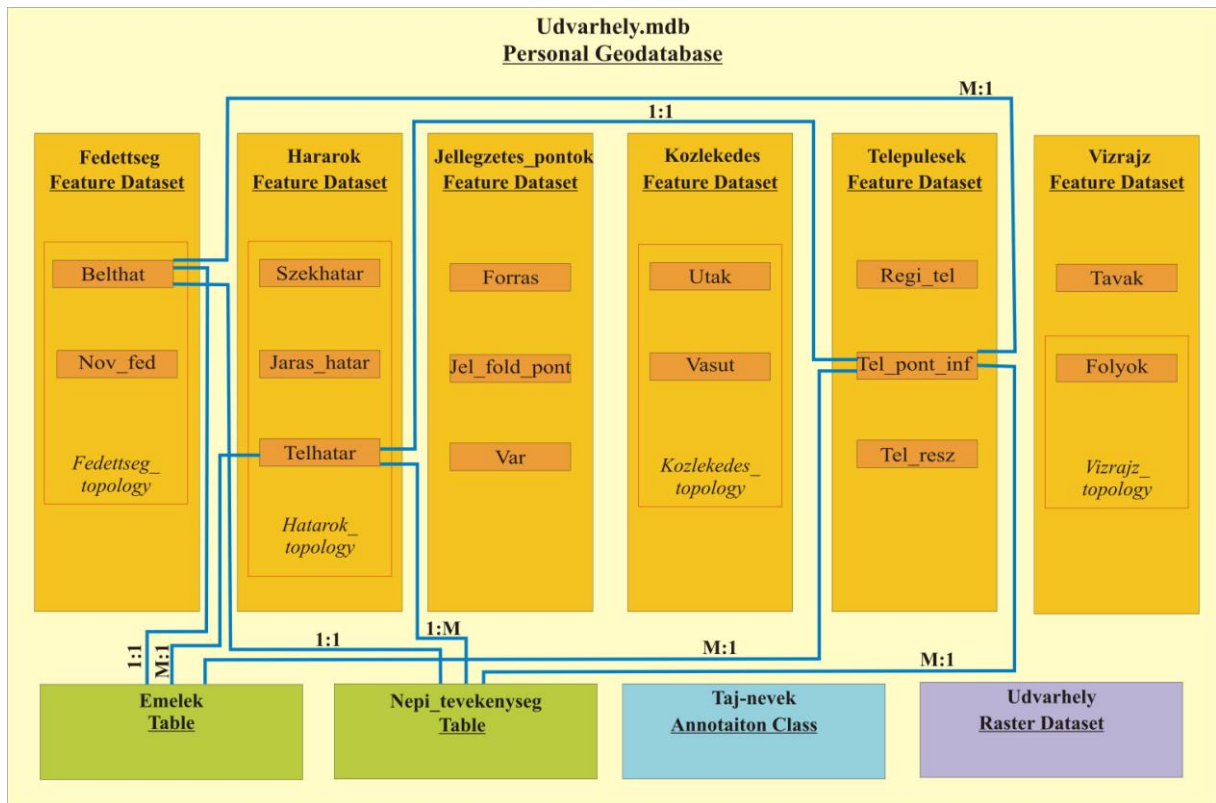 Udvarhely.mdb
Personal Geodatabase
M:1
1:1
Fedettseg
Feature Dataset
Belthat
Nov_fed
Fedettseg_
topology
Hararok
Feature Dataset
Szekhatar
Jaras_hatar
Telhatar
Hatarok_
topology
Jellegzetes_pontok
Feature Dataset
Forras
Jel_fold_pont
Var
Kozlekedes
Feature Dataset
Utak
Vasut
Kozlekedes_
topology
Telepulesek
Feature Dataset
Regi_tel
Tel_pont_inf
Tel_resz
Vizrajz
Feature Dataset
Tavak
Folyok
Vizrajz_
topology
1:1
M:1
1:1
1:M
M:1
M:1
Emelek
Table
Nepi_tevekenyseg
Table
Taj-nevek
Annotaiton Class
Udvarhely
Raster Dataset